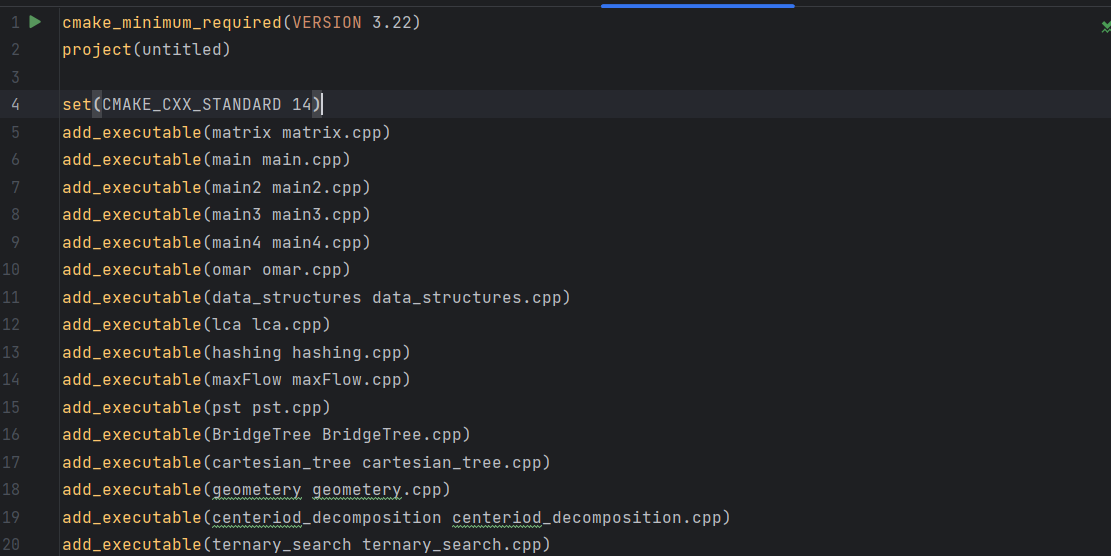 1 cmake_minimum_required(VERSION 3.22)
2 project(untitled)
3
4 set(CMAKE_CXX_STANDARD 14)
5 add_executable(matrix matrix.cpp)
6 add_executable(main main.cpp)
7 add_executable(main2 main2.cpp)
8 add_executable(main3 main3.cpp)
9 add_executable(main4 main4.cpp)
10 add_executable(omar omar.cpp)
11 add_executable(data_structures data_structures.cpp)
12 add_executable(lca lca.cpp)
13 add_executable(hashing hashing.cpp)
14 add_executable(maxFlow maxFlow.cpp)
15 add_executable(pst pst.cpp)
16 add_executable(BridgeTree BridgeTree.cpp)
17 add_executable(cartesian_tree cartesian_tree.cpp)
18 add_executable(geometery geometery.cpp)
19 add_executable(centeriod_decomposition centeriod_decomposition.cpp)
20 add_executable(ternary_search ternary_search.cpp)